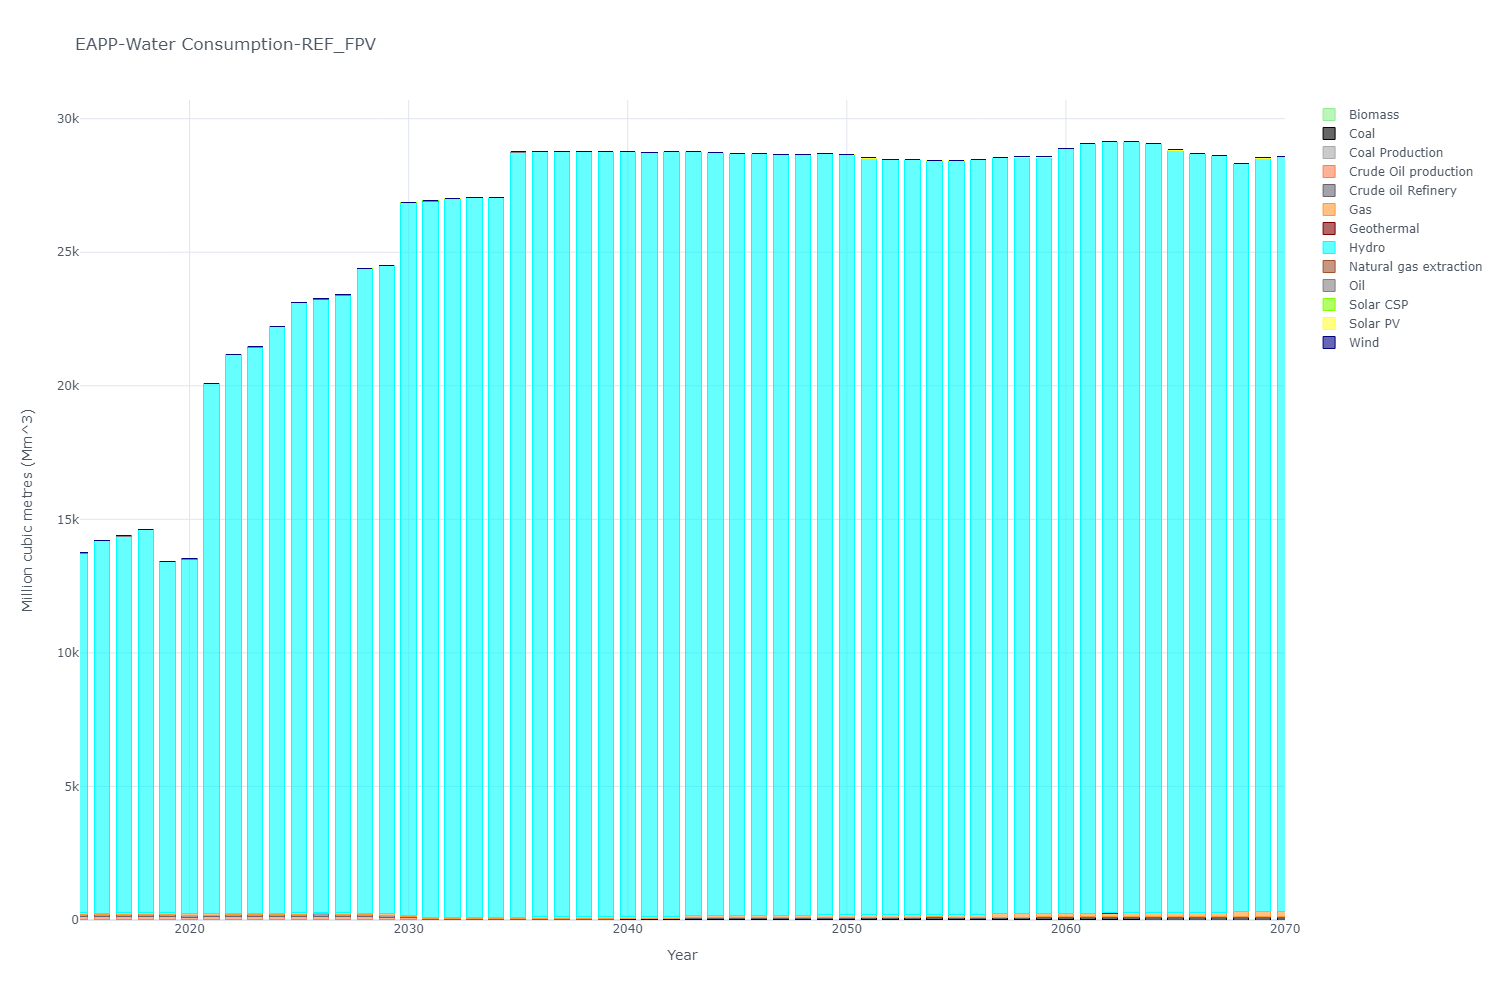 EAPP-Water Consumption-REF_FPV
30k
25k
20k
15k
10k
5k
0
Million cubic metres (Mm^3)
2020
2030
2040
2050
2060
2070
Year
Biomass
Coal
Coal Production
Crude Oil production
Crude oil Refinery
Gas
Geothermal
Hydro
Natural gas extraction
Oil
Solar CSP
Solar PV
Wind